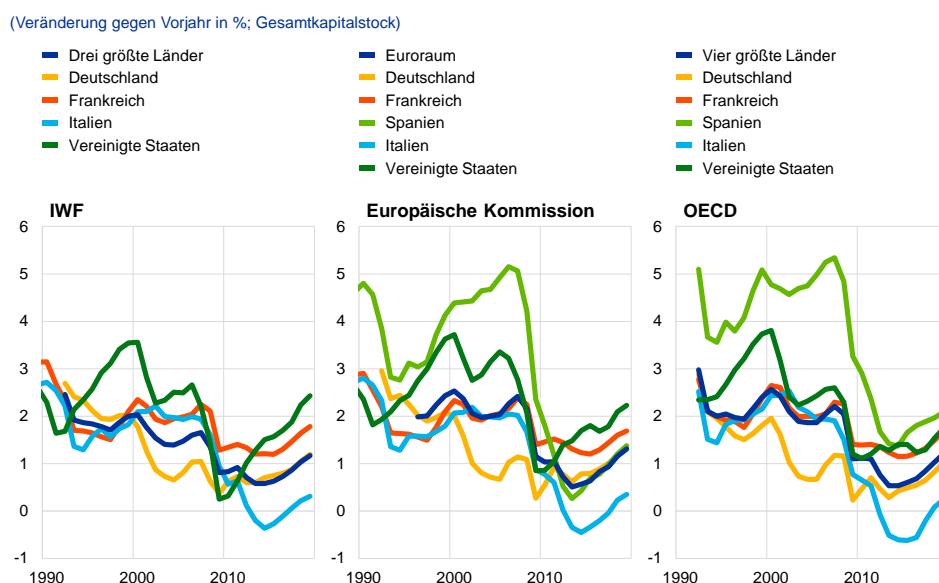 (Veränderung gegen Vorjahr in %; Gesamtkapitalstock)
Drei größte Länder
Deutschland
Frankreich
Italien
Vereinigte Staaten
Euroraum
Deutschland
Frankreich
Spanien
Italien
Vereinigte Staaten
Vier größte Länder
Deutschland
Frankreich
Spanien
Italien
Vereinigte Staaten
IWF
6
5
4
3
2
1
0
-1
1990 2000 2010
Europäische Kommission
6
5
4
3
2
1
0
-1
1990 2000 2010
OECD
6
5
4
3
2
1
0
-1
1990 2000 2010